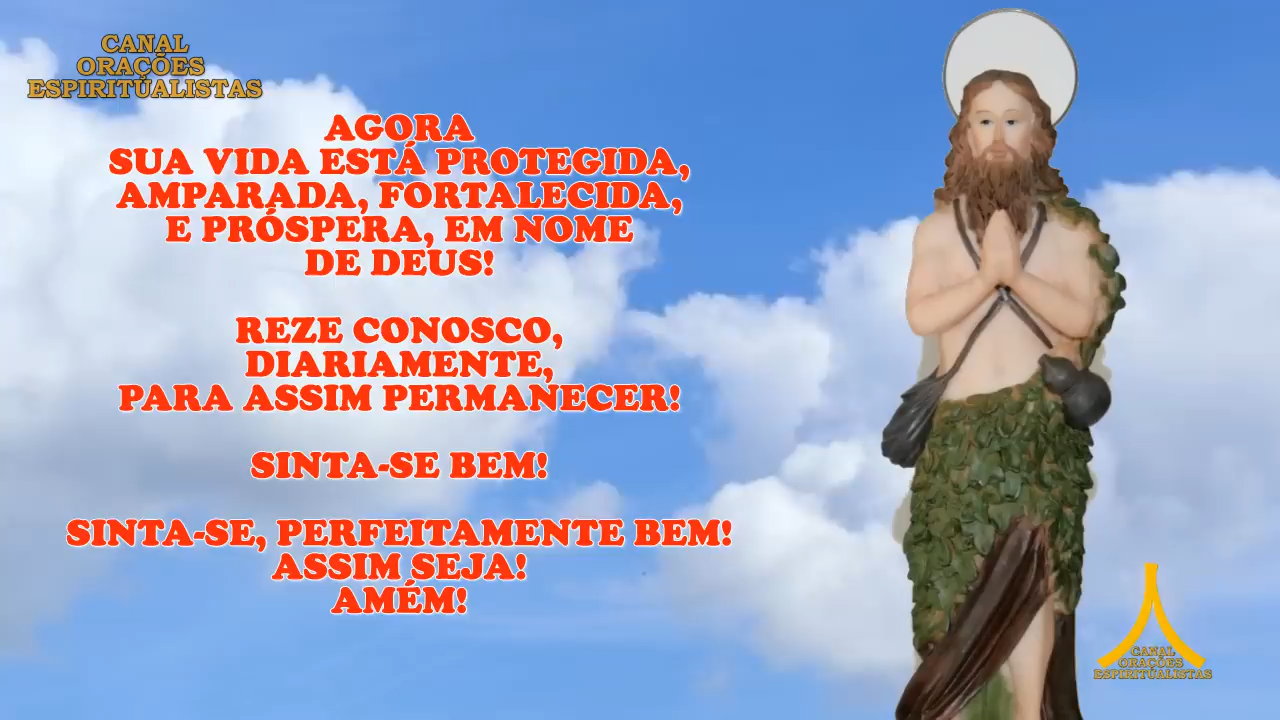 CANAL
ORAÇÕES
ESPIRITUALISTAS
AGORA
SUA VIDA ESTÁ PROTEGIDA,
AMPARADA, FORTALECIDA,
E PRÓSPERA, EM NOME
DE DEUS!
REZE CONOSCO,
DIARIAMENTE,
PARA ASSIM PERMANECER!
SINTA-SE BEM!
SINTA-SE, PERFEITAMENTE BEM!
ASSIM SEJA!
AMÉM!
CANAL
ORAÇÕES
ESPIRITUALISTAS